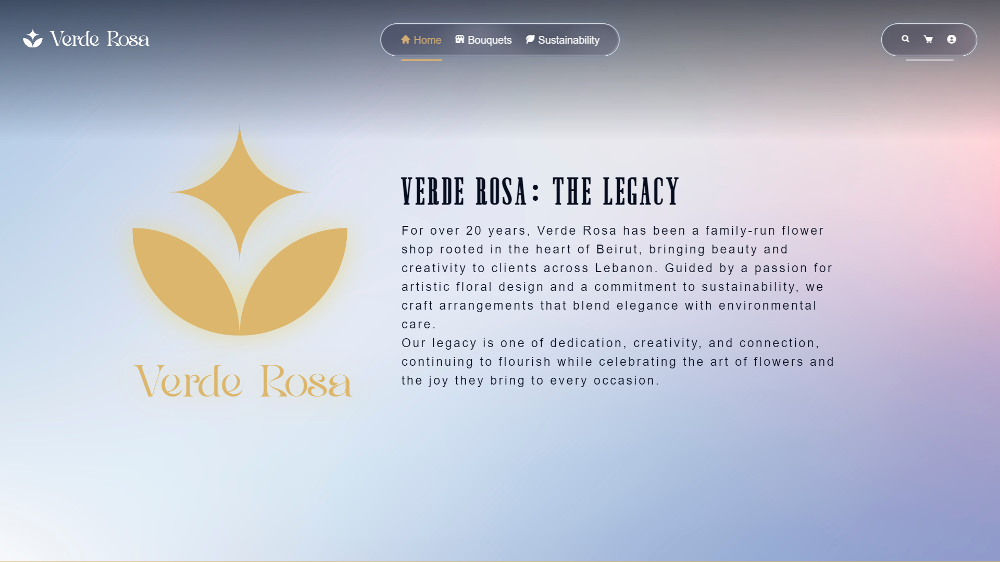 Verde Rosa
Home Bouquets Sustainability
VERDE ROSA: THE LEGACY
For over 20 years, Verde Rosa has been a family-run flower
shop rooted in the heart of Beirut, bringing beauty and
creativity to clients across Lebanon. Guided by a passion for
artistic floral design and a commitment to sustainability, we
craft arrangements that blend elegance with environmental
care.
Our legacy is one of dedication, creativity, and connection,
continuing to flourish while celebrating the art of flowers and
the joy they bring to every occasion.
Verde Rosa